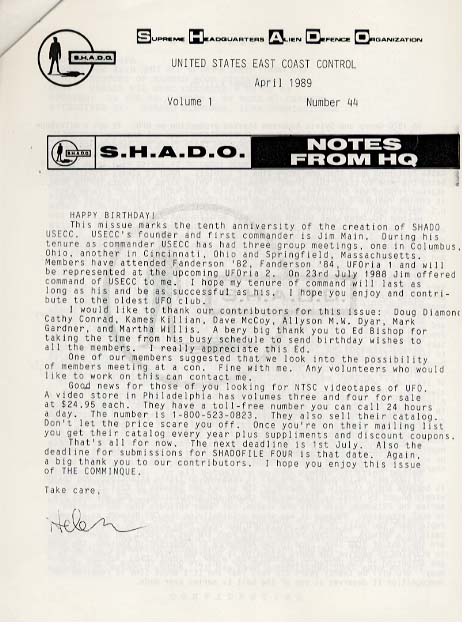 SUPREME HEADQUARTERS ALIEN DEFENCE ORGANIZATION
S.H.A.D.O.
UNITED STATES EAST COAST CONTROL
April 1989
Volume 1 Number 44
S.H.A.D.O. S.H.A.D.O. NOTES
FROM HQ
HAPPY BIRTHDAY!
This missue marks the tenth anniversity of the creation of SHADO
USECC. USECC's founder and first commander is Jim Main. During his
tenure as commander USECC has had three group meetings, one in Columbus,
Ohio, another in Cincinnati, Ohio and Springfield, Massachusetts.
Members have attended Fanderson '82, Fanderson '84, UFOria 1 and will
be represented at the upcoming UFOria 2. On 23rd July 1988 Jim offered
command of USECC to me. I hope my tenure of command will last as
long as his and be as successful as his. I hope you enjoy and contri-
bute to the oldest UFO club.
I would like to thank our contributors for this issue: Doug Diamond
Cathy Conrad, Kames Killian, Dave McCoy, Allyson M.W. Dyar, Mark
Gardner, and Martha Willis. A bery big thank you to Ed Bishop for
taking the time from his busy schedule to send birthday wishes to
all the members. I really appreciate this Ed.
One of our members suggested that we look into the possibility
of members meeting at a con. Fine with me. Any volunteers who would
like to work on this can contact me.
Good news for those of you looking for NTSC videotapes of UFO.
A video store in Philadelphia has volumes three and four for sale
at $24.95 each. They have a toll-free number you can call 24 hours
a day. The number is 1-800-523-0823. They also sell their catalog.
Don't let the price scare you off. Once you're on their mailing list
you get their catalog every year plus suppliments and discount coupons.
That's all for now. The next deadline is 1st July. Also the
deadline for submissions for SHADOFILE FOUR is that date. Again,
a big thank you to our contributors. I hope you enjoy this issue
of THE COMMINQUE.
Take care,
Helen